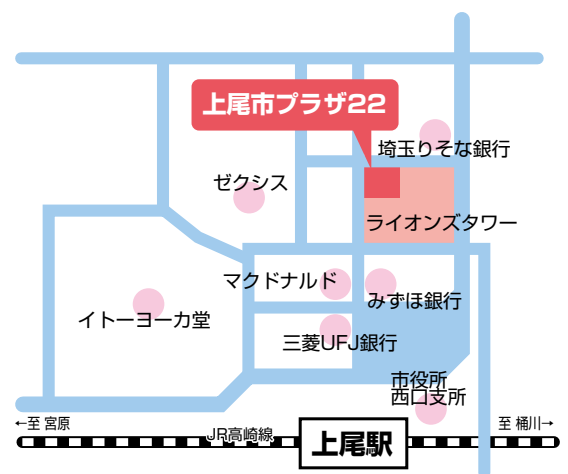 上尾市プラザ22
埼玉りそな銀行
ゼクシス
ライオンズタワー
マクドナルド
みずほ銀行
イトーヨーカ堂
三菱UFJ銀行
市役所
西口支所
←至 宮原
至 桶川→
JR高崎線
上尾駅